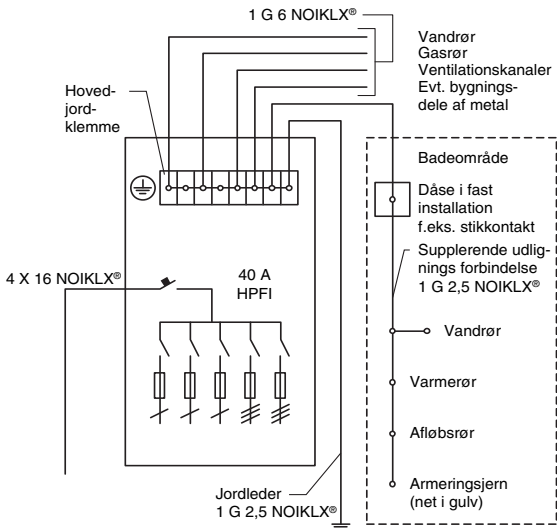 1 G 6 NOIKLX®
Vandrør
Gasrør
Ventilationskanaler
Evt. bygnings-
dele af metal
Hoved-
jord-
klemme
Badeområde
Dåse i fast
installation
f.eks. stikkontakt
Supplerende udlig-
nings forbindelse
1 G 2,5 NOIKLX®
4 X 16 NOIKLX®
40 A
HPFI
Vandrør
Varmerør
Afløbsrør
Armeringsjern
(net i gulv)
Jordleder
1 G 2,5 NOIKLX®